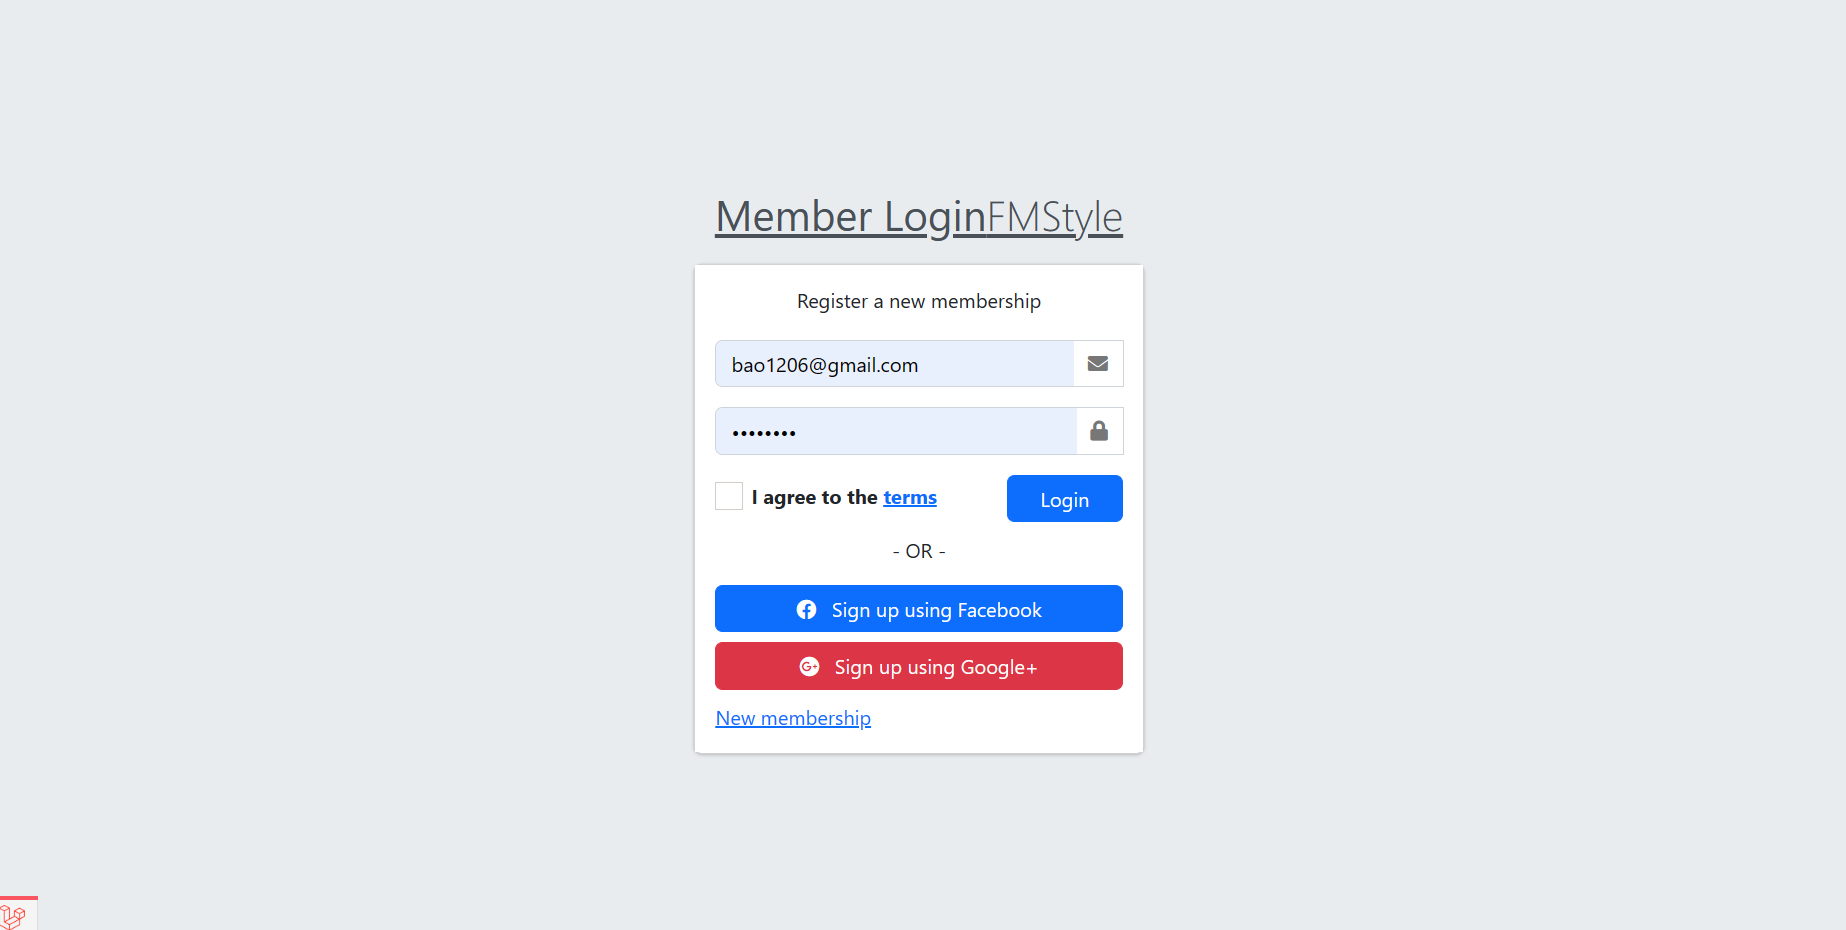 Member LoginFMStyle
Register a new membership
bao1206@gmail.com
••••••••
I agree to the terms
Login
- OR -
Sign up using Facebook
Sign up using Google+
New membership